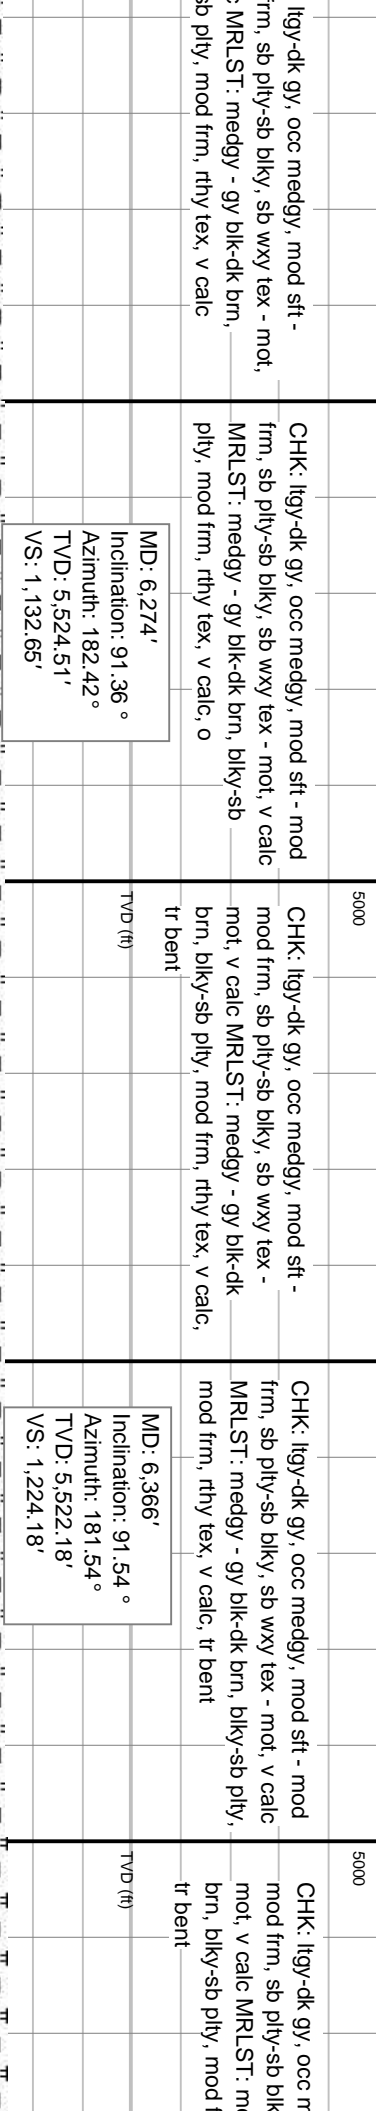 ltgy-dk gy, occ medgy, mod sft -
frm, sb plty-sb blky, sb wxy tex - mot,
MRLST: medgy - gy blk-dk brn,
sb plty, mod frm, rthy tex, v calc
CHK: ltgy-dk gy, occ medgy, mod sft - mod
frm, sb plty-sb blky, sb wxy tex - mot, v calc
MRLST: medgy - gy blk-dk brn, blky-sb
plty, mod frm, rthy tex, v calc, o
MD: 6,274'
Inclination: 91.36 °
Azimuth: 182.42°
TVD: 5,524.51'
VS: 1,132.65'
5000
TVD (ft)
CHK: ltgy-dk gy, occ medgy, mod sft -
mod frm, sb plty-sb blky, sb wxy tex -
mot, v calc MRLST: medgy - gy blk-dk
brn, blky-sb plty, mod frm, rthy tex, v calc,
tr bent
CHK: ltgy-dk gy, occ medgy, mod sft - mod
frm, sb plty-sb blky, sb wxy tex - mot, v calc
MRLST: medgy - gy blk-dk brn, blky-sb plty,
mod frm, rthy tex, v calc, tr bent
MD: 6,366'
Inclination: 91.54 °
Azimuth: 181.54°
TVD: 5,522.18'
VS: 1,224.18'
5000
TVD (ft)
CHK: ltgy-dk gy, occ m
mod frm, sb plty-sb blk
mot, v calc MRLST: me
brn, blky-sb plty, mod f
tr bent